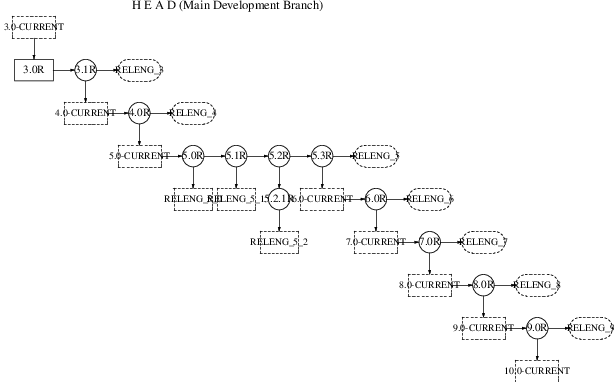 H E A D (Main Development Branch)
3.0-CURRENT
3.0R
3.1R
RELENG_3
4.0-CURRENT
4.0R
RELENG_4
5.0-CURRENT
5.0R
5.1R
5.2R
5.3R
RELENG_5
RELENG_5_1
5.2.1R
6.0-CURRENT
6.0R
RELENG_6
RELENG_5_2
7.0-CURRENT
7.0R
RELENG_7
8.0-CURRENT
8.0R
RELENG_8
9.0-CURRENT
9.0R
RELENG_9
10.0-CURRENT